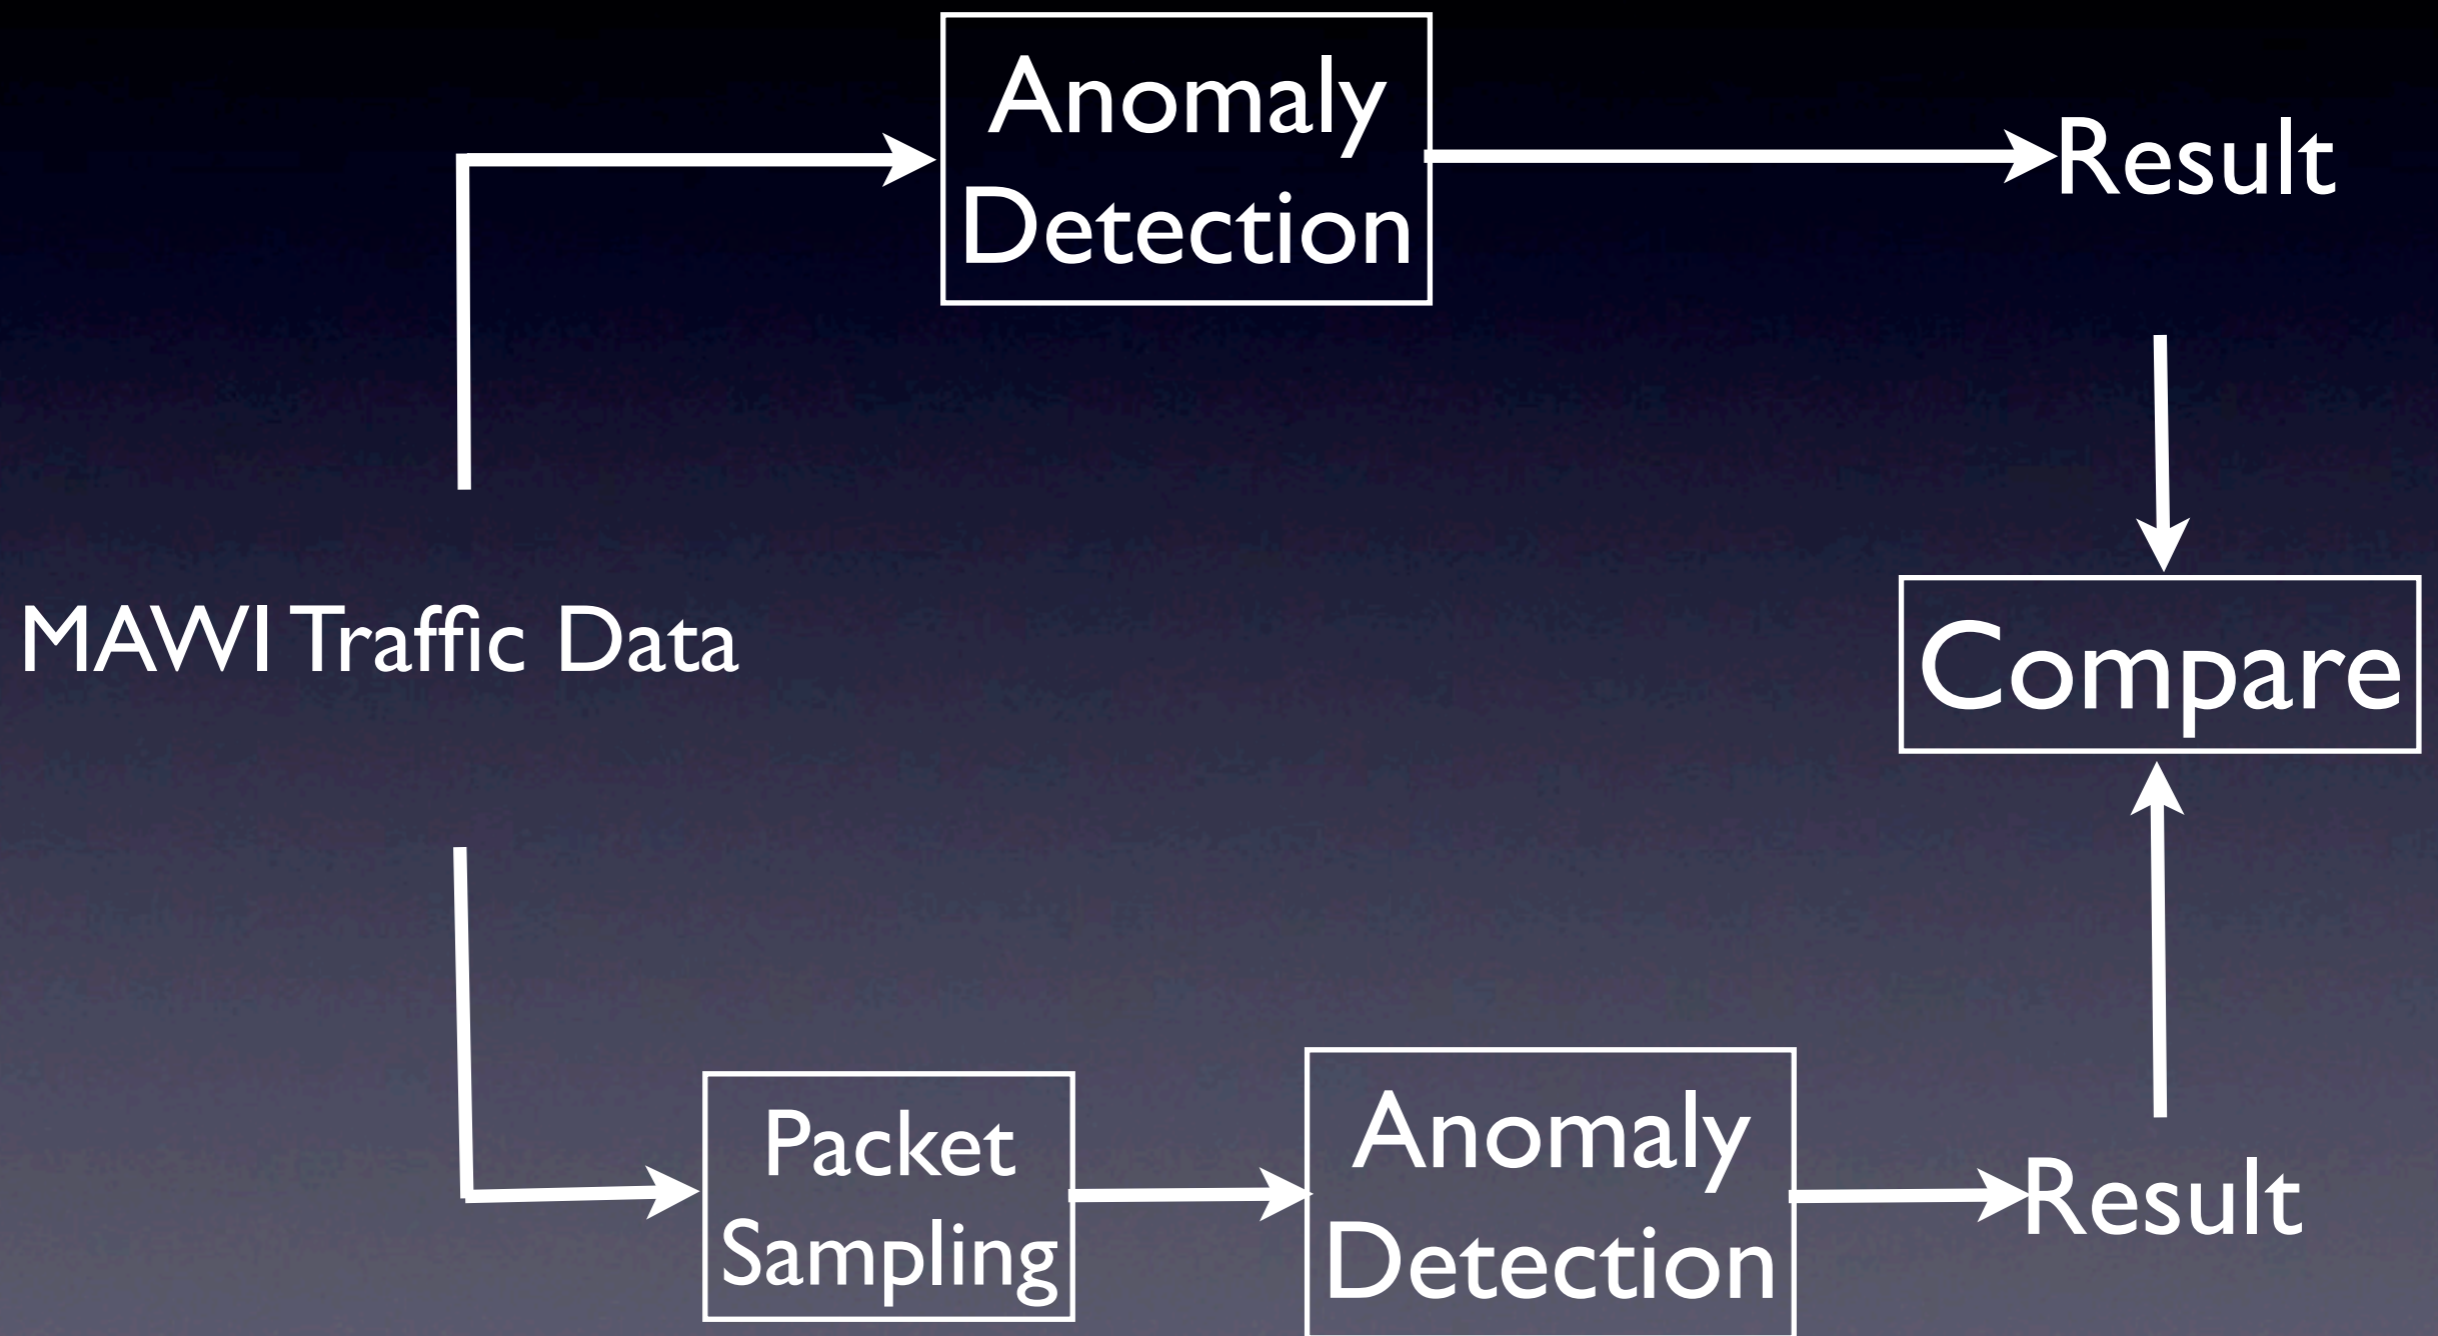 Anomaly
Detection
Result
MAWI Traffic Data
Compare
Packet
Sampling
Anomaly
Detection
Result